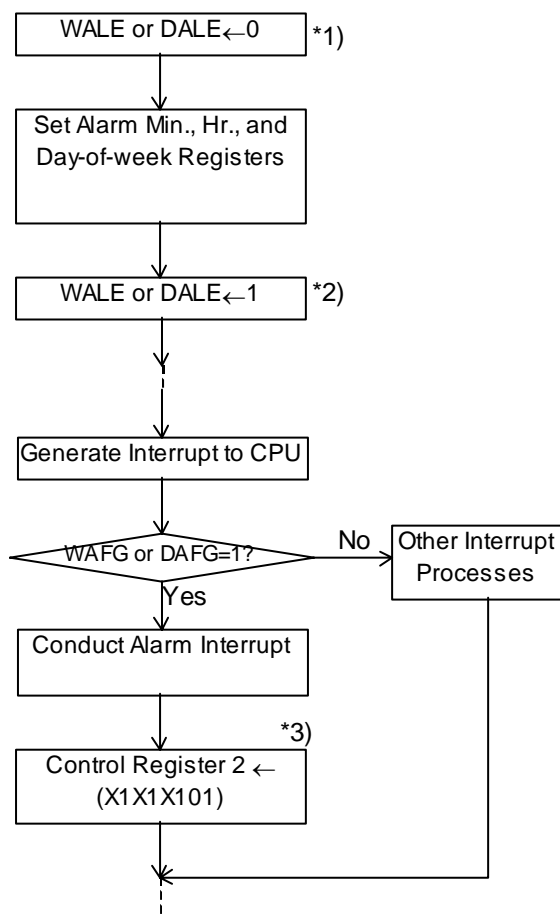 WALE or DALE←0
*1)
Set Alarm Min., Hr., and
Day-of-week Registers
WALE or DALE←1
*2)
Generate Interrupt to CPU
WAFG or DAFG=1?
No
Other Interrupt
Processes
Yes
Conduct Alarm Interrupt
*3)
Control Register 2 ←
(X1X1X101)